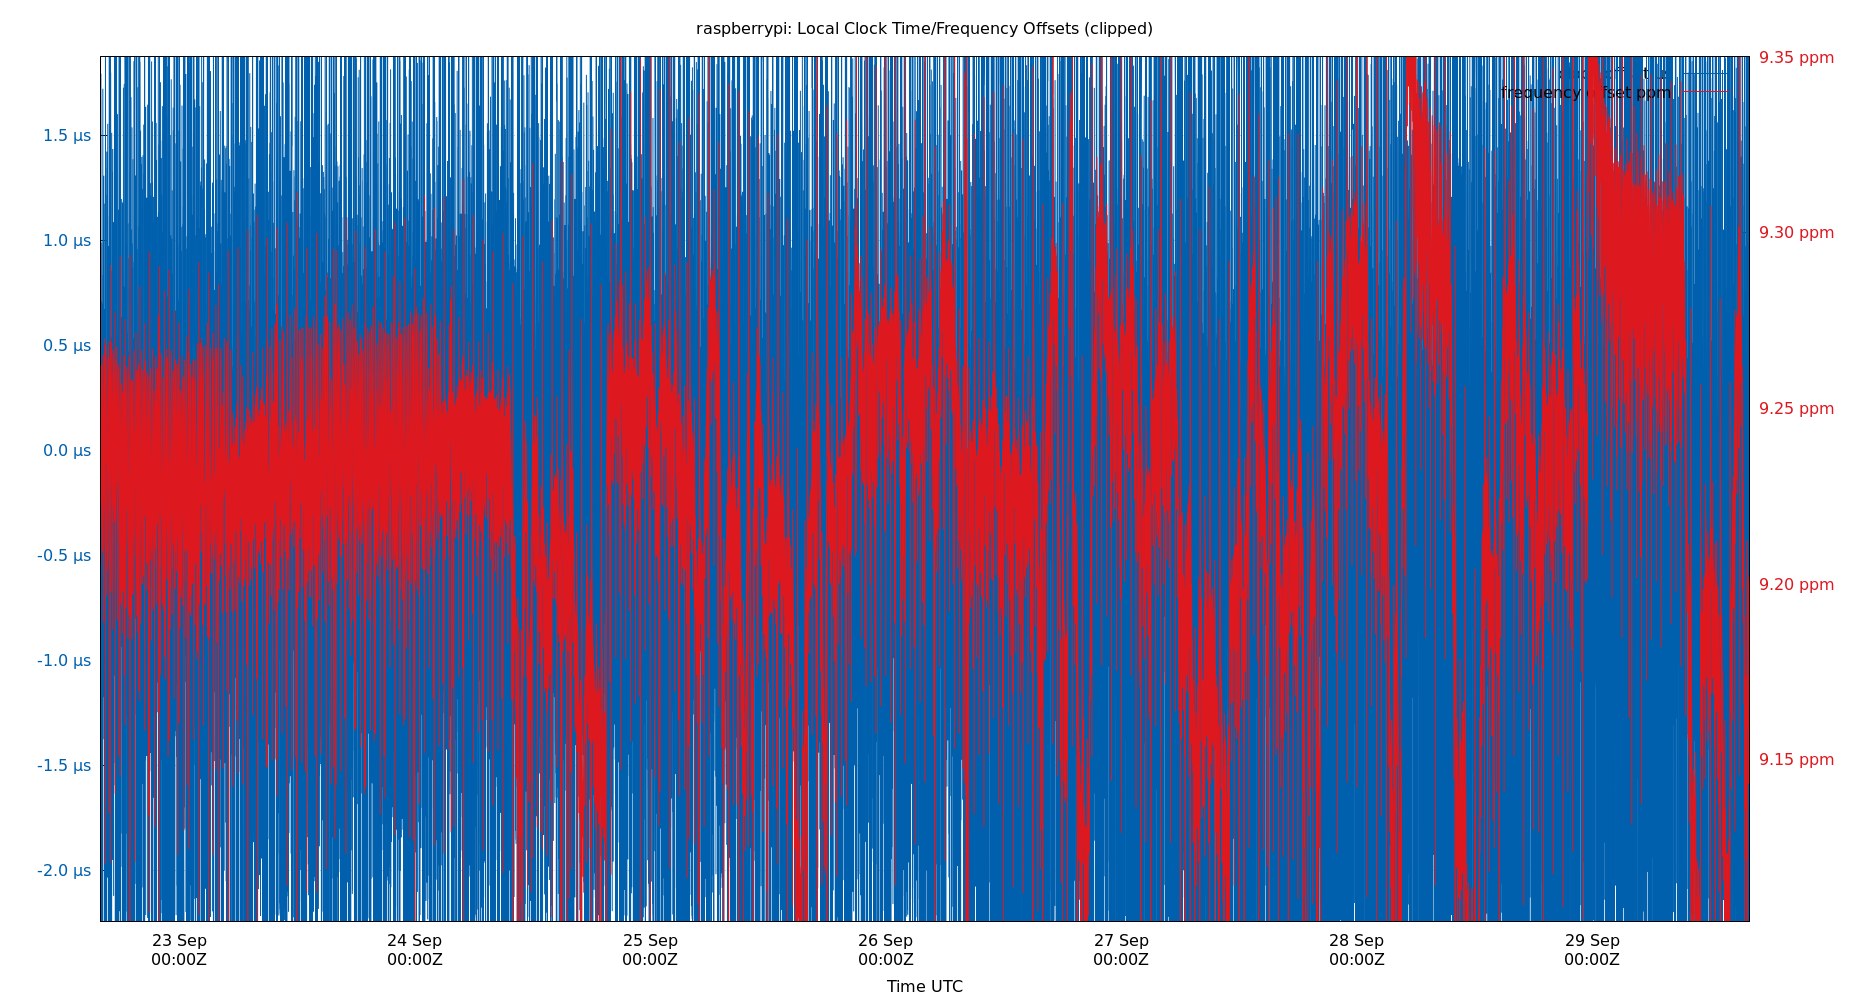 raspberrypi: Local Clock Time/Frequency Offsets (clipped)
9.35 ppm
frequency offset ppm
1.5 µs
1.0 µs
9.30 ppm
0.5 µs
9.25 ppm
0.0 µs
-0.5 µs
9.20 ppm
-1.0 µs
-1.5 µs
9.15 ppm
-2.0 µs
23 Sep
00:00Z
24 Sep
00:00Z
25 Sep
00:00Z
26 Sep
00:00Z
27 Sep
00:00Z
28 Sep
00:00Z
29 Sep
00:00Z
Time UTC